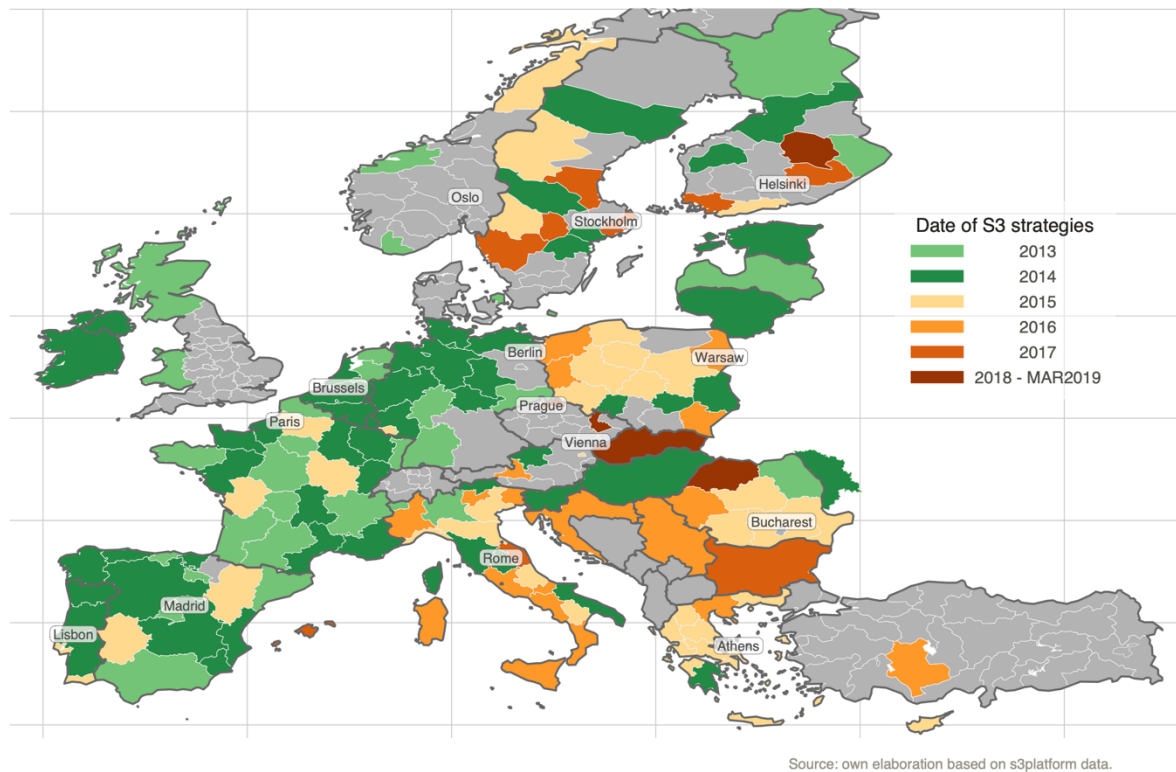 Oslo
Helsinki
Stockholm
Date of S3 strategies
2013
2014
2015
2016
2017
2018 - MAR2019
Berlin
Warsaw
Brussels
Prague
Paris
Vienna
Bucharest
Rome
Madrid
Lisbon
Athens
Source: own elaboration based on s3platform data.